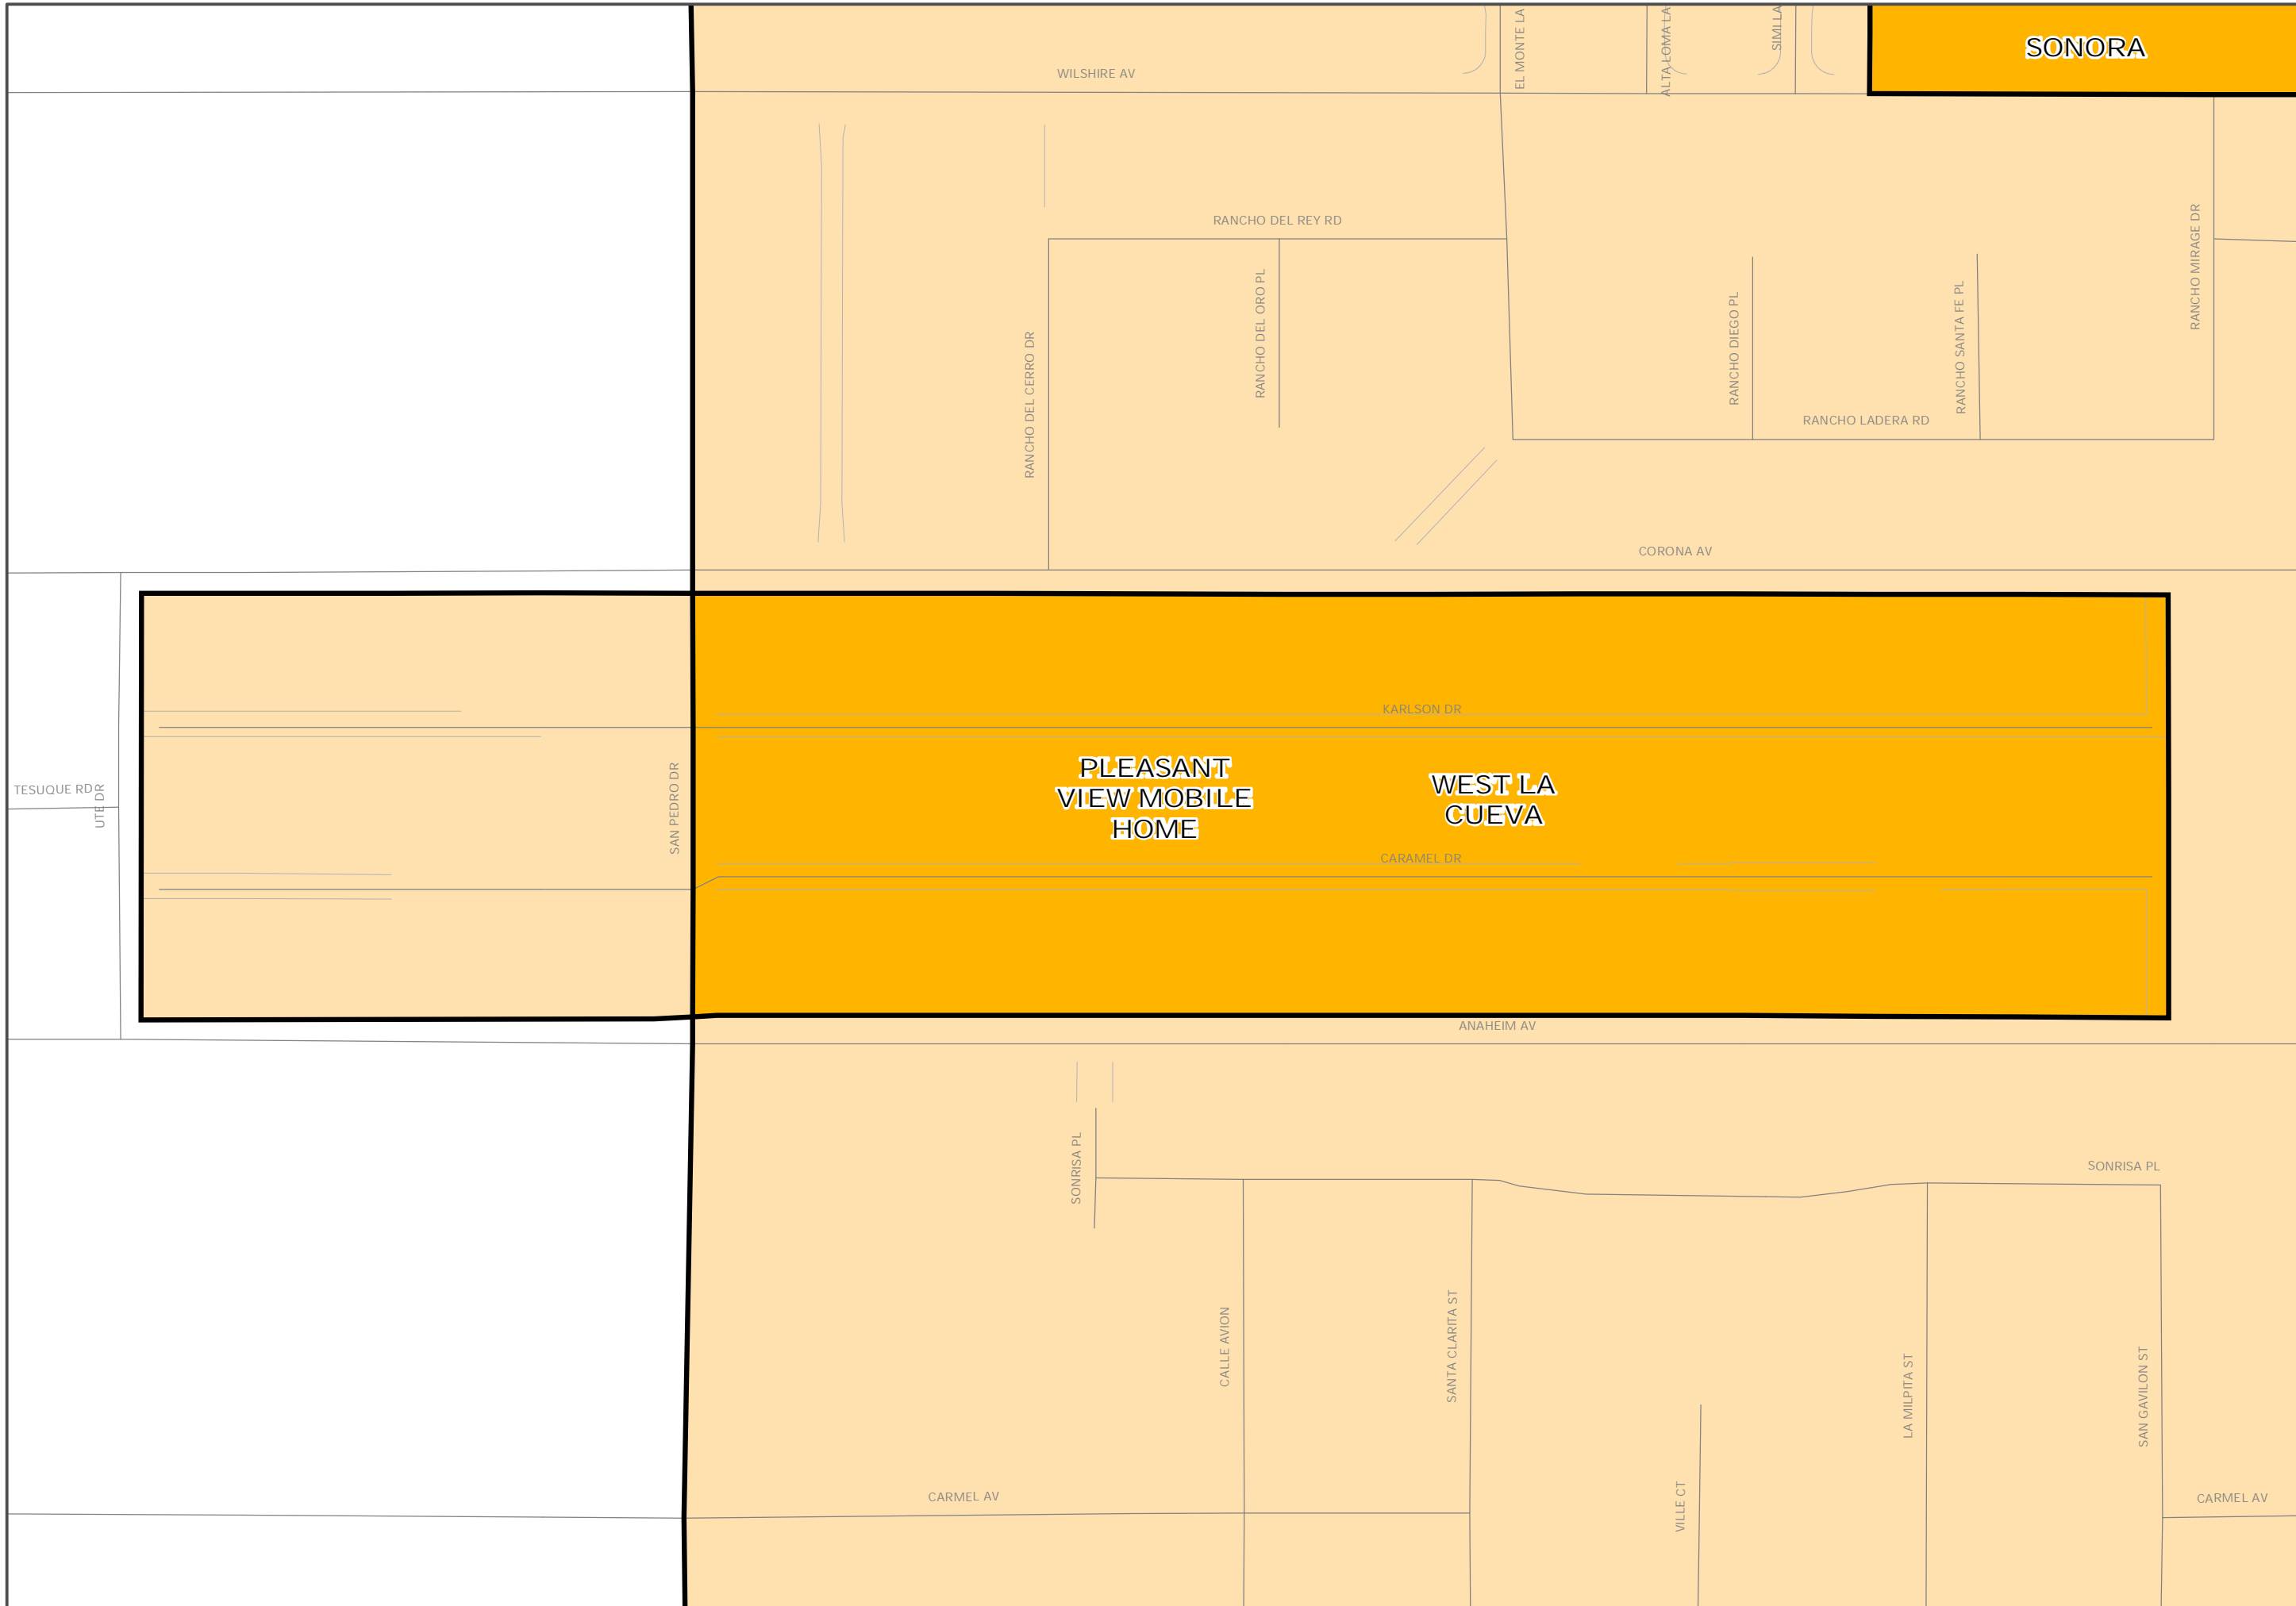 EL MONTE LA
ALTA LOMA LA
SIMI LA
SONORA
WILSHIRE AV
RANCHO DEL REY RD
RANCHO MIRAGE DR
RANCHO DEL ORO PL
RANCHO DIEGO PL
RANCHO SANTA FE PL
RANCHO DEL CERRO DR
RANCHO LADERA RD
CORONA AV
KARLSON DR
PLEASANT
VIEW MOBILE
HOME
WEST LA
CUEVA
TESUQUE RD
UTE DR
SAN PEDRO DR
CARAMEL DR
ANAHEIM AV
SONRISA PL
SONRISA PL
CALLE AVION
SANTA CLARITA ST
LA MILPITA ST
SAN GAVILON ST
VILLE CT
CARMEL AV
CARMEL AV